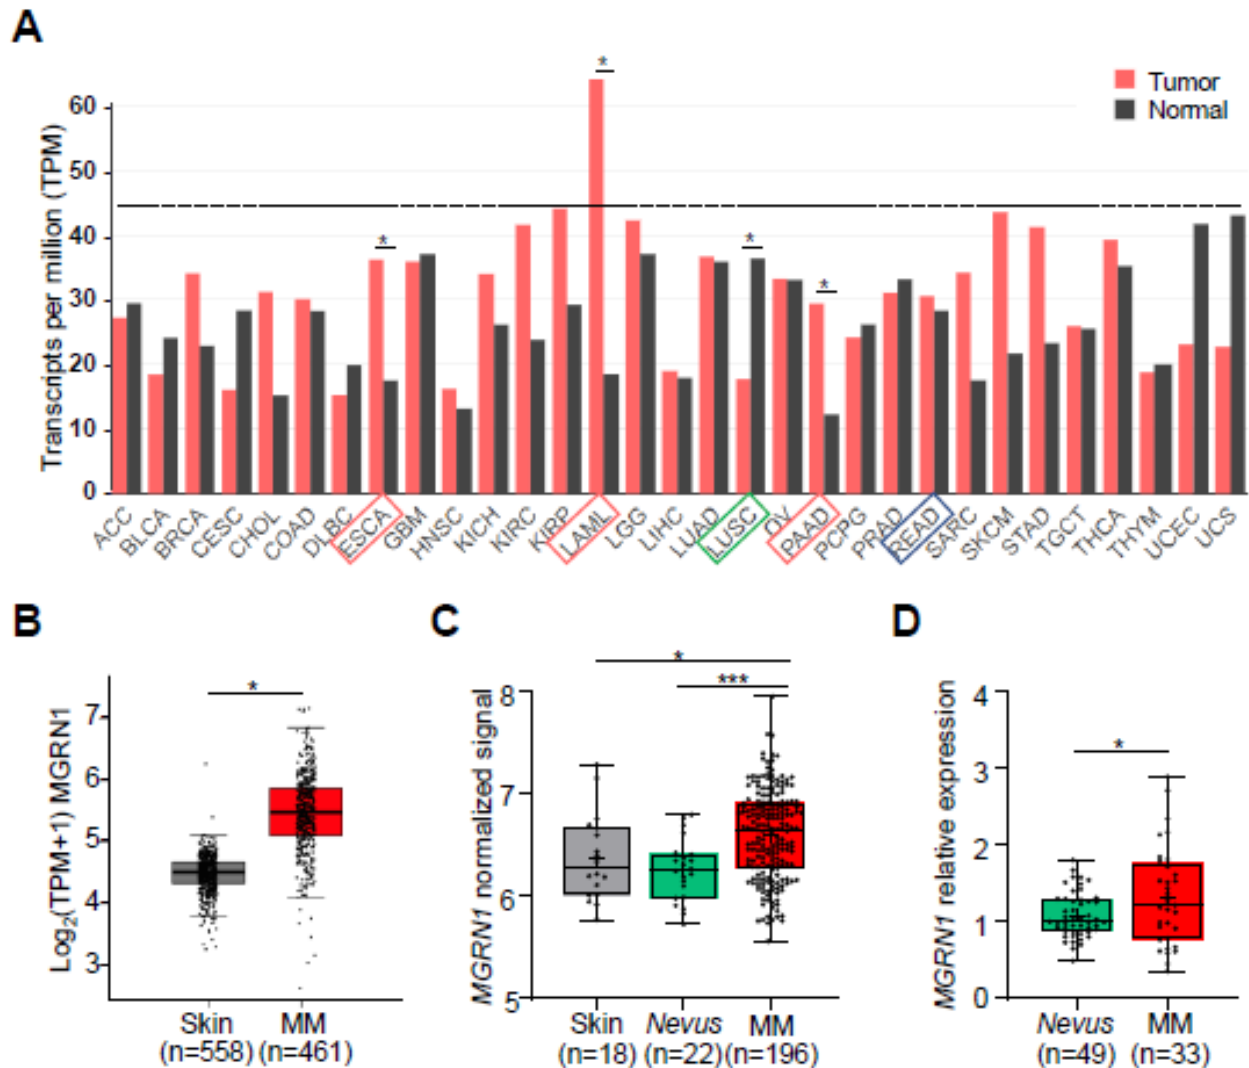 A
Transcripts per million (TPM)
60
50
40
30
20
10
0
*
*
*
*
Tumor
Normal
ACC
BLCA
BRCA
CESC
CHOL
COAD
DLBC
ESCA
GBM
HNSC
KICH
KIRC
KIRP
LAML
LGG
LIHC
LUAD
LUSC
OV
PAAD
PCPG
PRAD
READ
SARC
SKCM
STAD
TGCT
THCA
THYM
UCEC
UCS
B
Log2(TPM+1) MGRN1
7
6
5
4
3
*
Skin
(n=558)
MM
(n=461)
C
MGRN1 normalized signal
8
7
6
5
*
***
Skin
(n=18)
Nevus
(n=22)
MM
(n=196)
D
MGRN1 relative expression
4
3
2
1
0
*
Nevus
(n=49)
MM
(n=33)